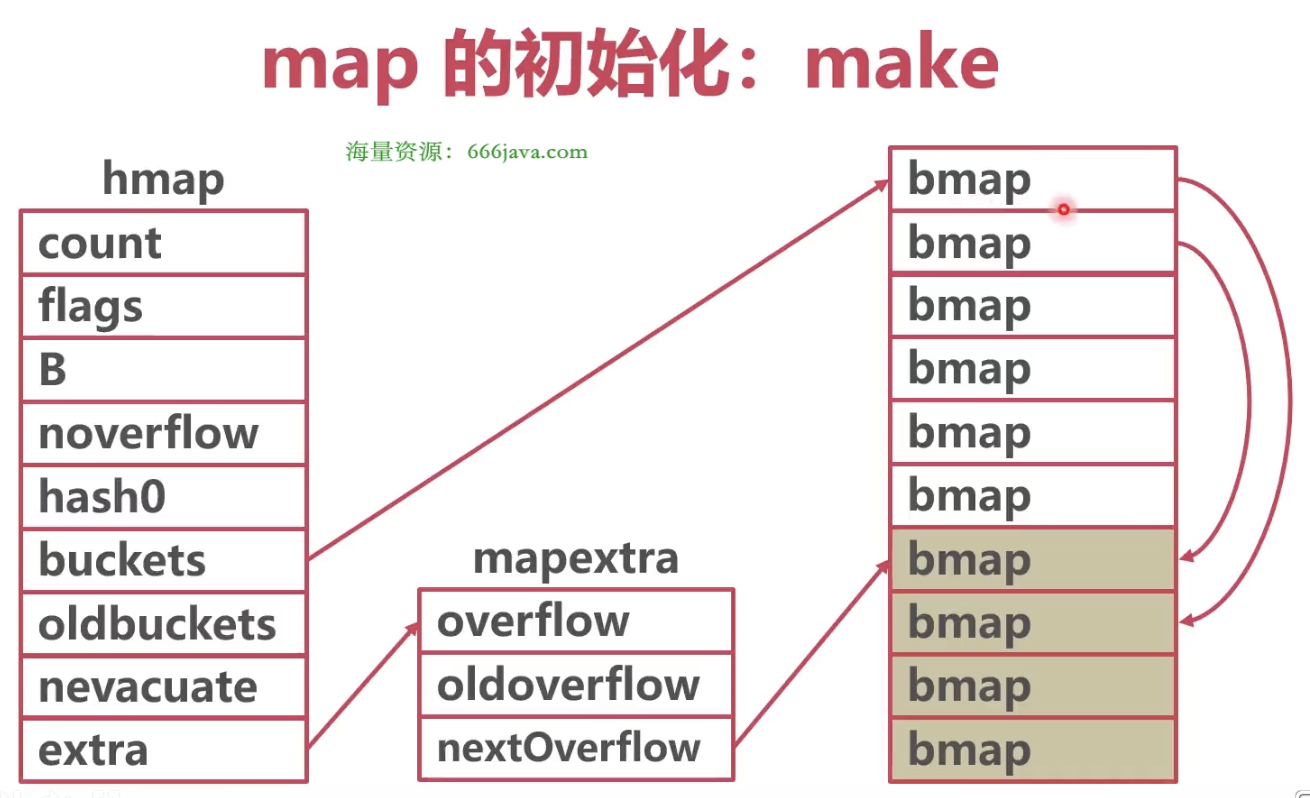 map 的初始化：make
海量资源：666java.com
hmap
count
flags
B
noverflow
hash0
buckets
oldbuckets
nevacuate
extra
mapextra
overflow
oldoverflow
nextOverflow
bmap
bmap
bmap
bmap
bmap
bmap
bmap
bmap
bmap
bmap